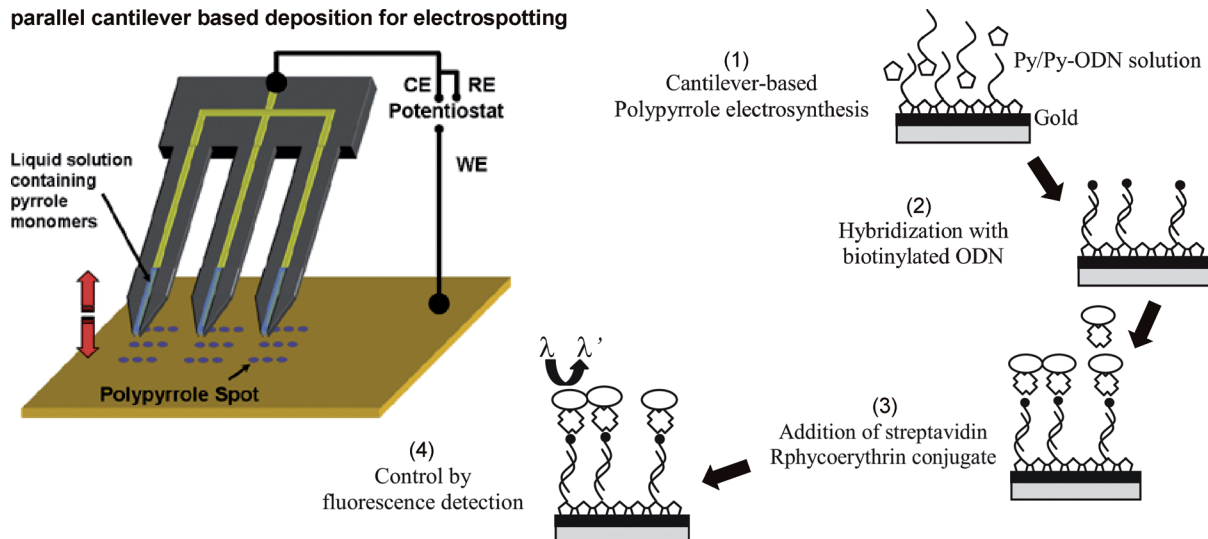 parallel cantilever based deposition for electrospotting
CE RE
Potentiostat
WE
Liquid solution
containing
pyrrole
monomers
Polypyrrole Spot
(1)
Cantilever-based
Polypyrrole electrosynthesis
Py/Py-ODN solution
Gold
(2)
Hybridization with
biotinylated ODN
(3)
Addition of streptavidin
Rphycoerythrin conjugate
(4)
Control by
fluorescence detection
λ λ’